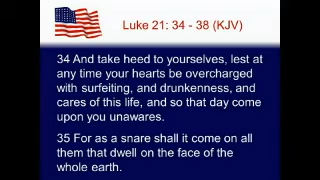 Luke 21: 34 - 38 (KJV)
34 And take heed to yourselves, lest at
any time your hearts be overcharged
with surfeiting, and drunkenness, and
cares of this life, and so that day come
upon you unawares.
35 For as a snare shall it come on all
them that dwell on the face of the
whole earth.